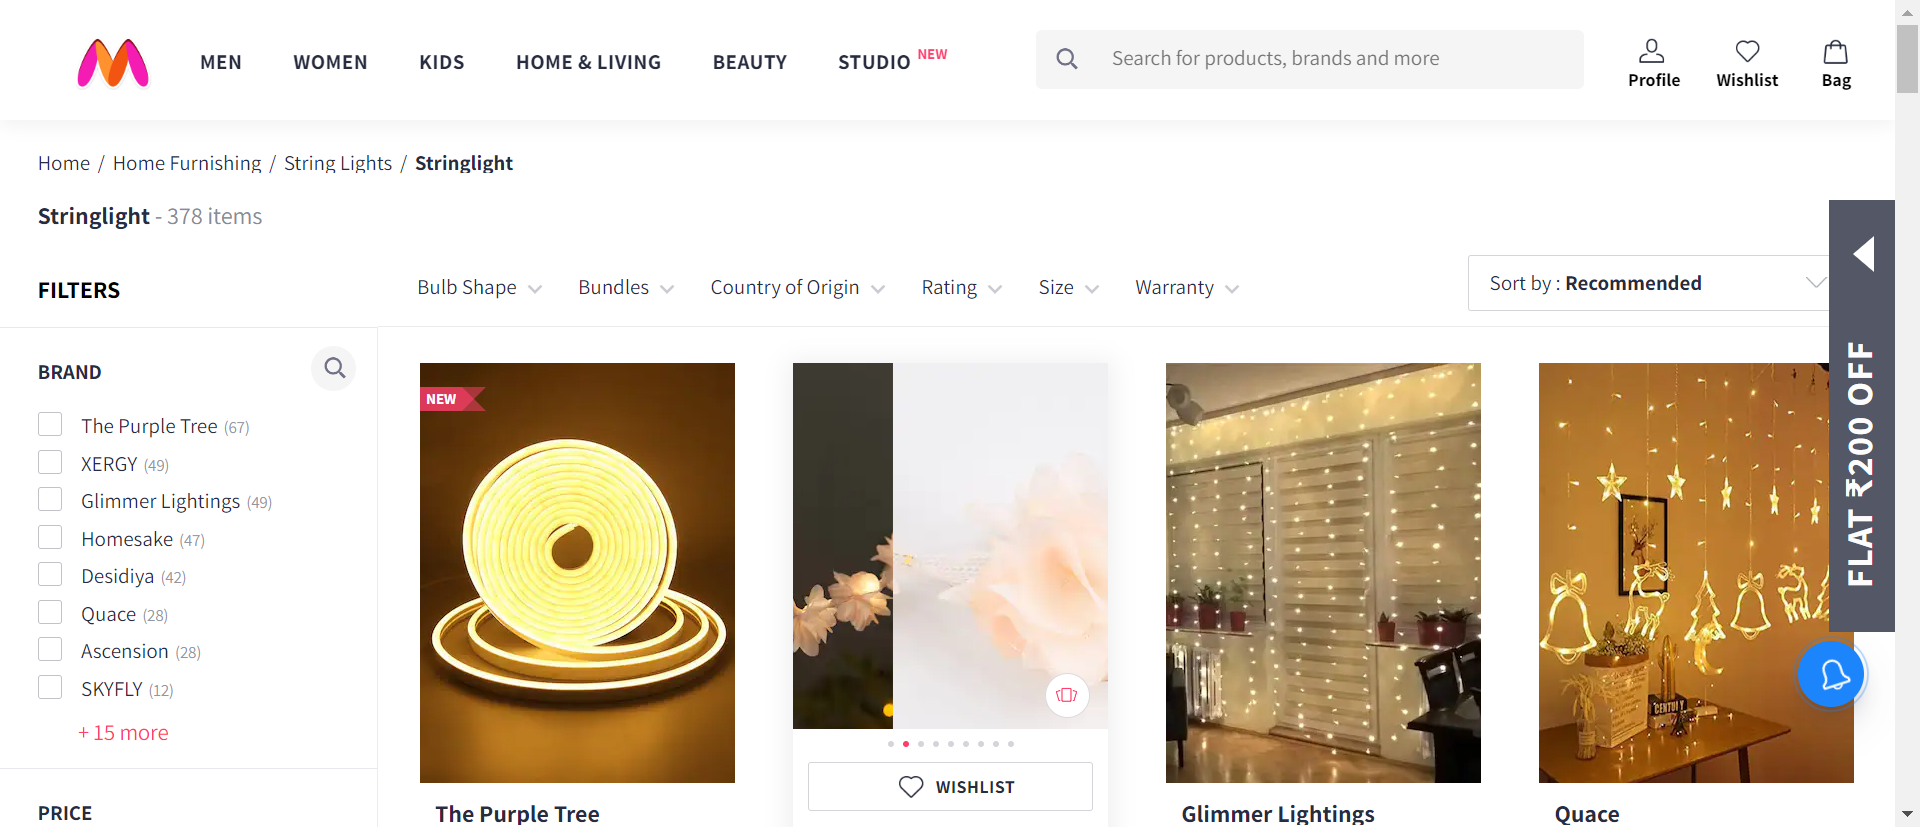 MEN WOMEN KIDS HOME & LIVING BEAUTY STUDIO NEW
Search for products, brands and more
Profile Wishlist Bag
Home / Home Furnishing / String Lights / Stringlight
Stringlight - 378 items
FILTERS
Bulb Shape Bundles Country of Origin Rating Size Warranty
Sort by : Recommended
FLAT ₹200 OFF
BRAND
The Purple Tree (67)
XERGY (49)
Glimmer Lightings (49)
Homesake (47)
Desidiya (42)
Quace (28)
Ascension (28)
SKYFLY (12)
+ 15 more
PRICE
NEW
The Purple Tree
WISHLIST
Glimmer Lightings
Quace